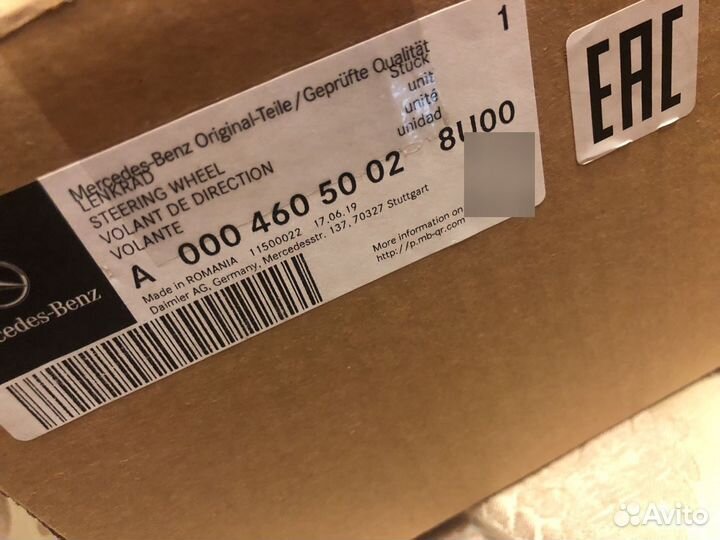 Mercedes-Benz Original-Teile/Geprüfte Qualität
1
LENKRAD
STEERING WHEEL
VOLANT DE DIRECTION
VOLANTE
Stück
unit
unité
unidad
A 000 460 50 02 8U00
Made in ROMANIA 11500022 17.06.19
Daimler AG, Germany, Mercedesstr. 137, 70327 Stuttgart
More information on
http://p.mb-qr.com
cedes-Benz
EAC
Avito